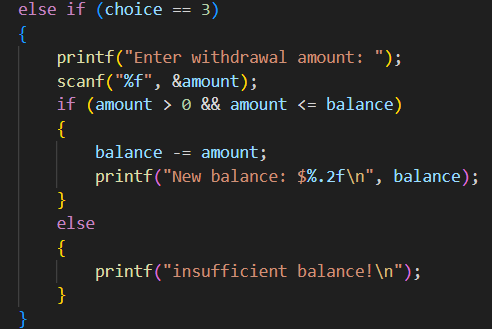 else if (choice == 3)
{
    printf("Enter withdrawal amount: ");
    scanf("%f", &amount);
    if (amount > 0 && amount <= balance)
    {
        balance -= amount;
        printf("New balance: $%.2f\n", balance);
    }
    else
    {
        printf("insufficient balance!\n");
    }
}